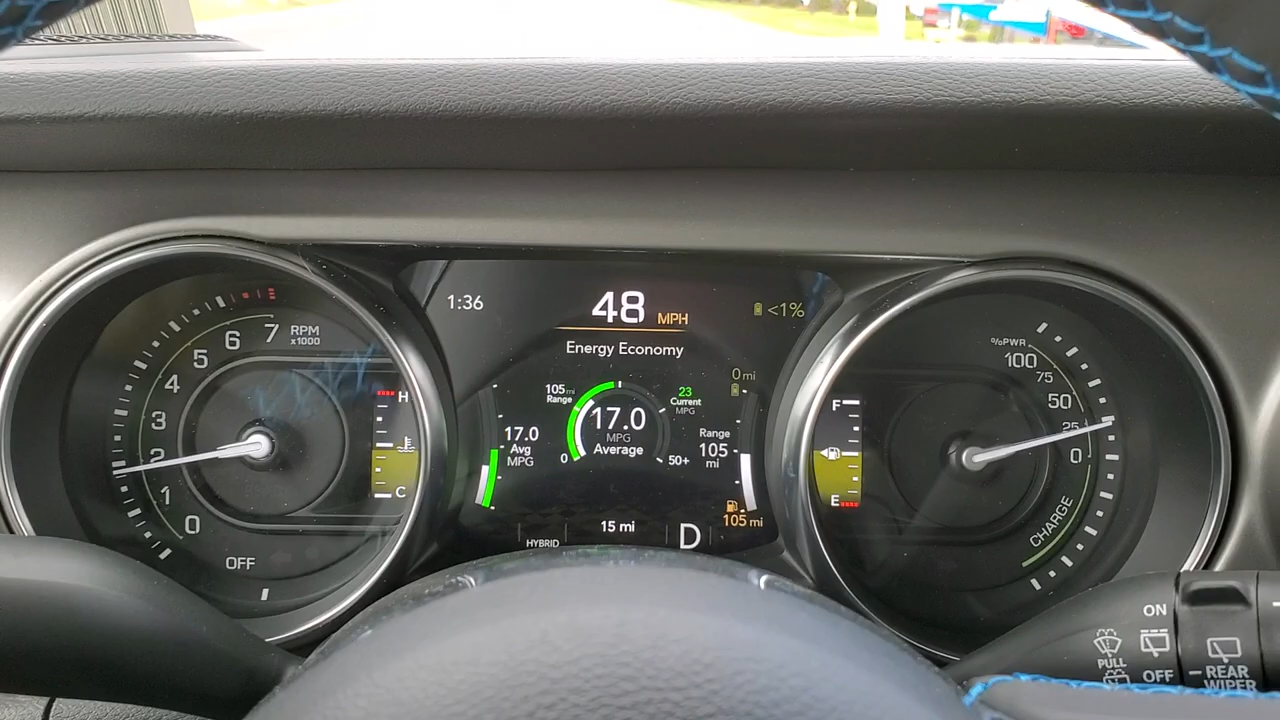 1:36
48 MPH
<1%
Energy Economy
7
6
5
4
3
2
1
0
RPM
x1000
OFF
H
C
105 mi
Range
17.0
Avg
MPG
0
17.0
MPG
Average
50+
23
Current
MPG
0 mi
Range
105
mi
105 mi
HYBRID
15 mi
D
F
E
%PWR
100
75
50
25
0
CHARGE
ON
PULL
OFF
REAR
WIPER